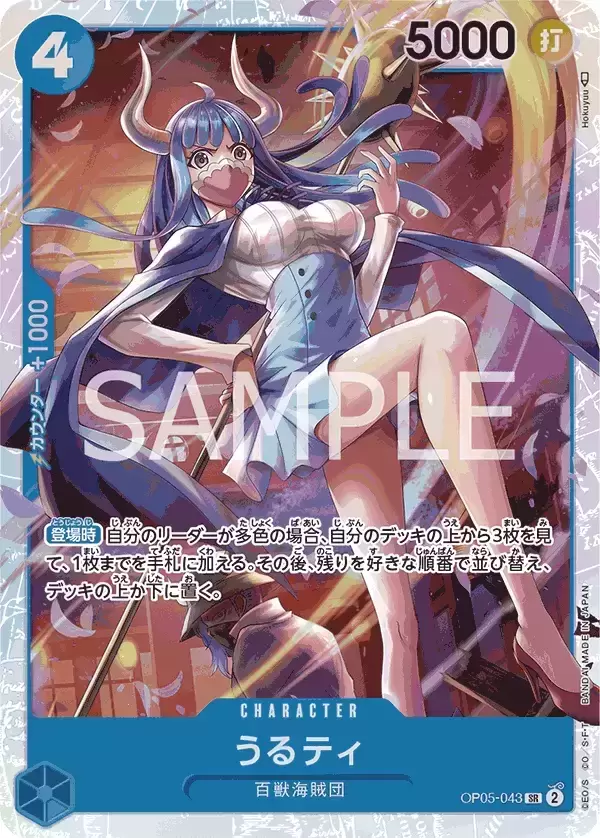 4
5000 打
Hokuyuu
カウンター +1000
SAMPLE
登場時 自分のリーダーが多色の場合、自分のデッキの上から3枚を見
て、1枚までを手札に加える。その後、残りを好きな順番で並び替え、
デッキの上か下に置く。
CHARACTER
うるティ
百獣海賊団
OP05-043 SR 2
BANDAI MADE IN JAPAN